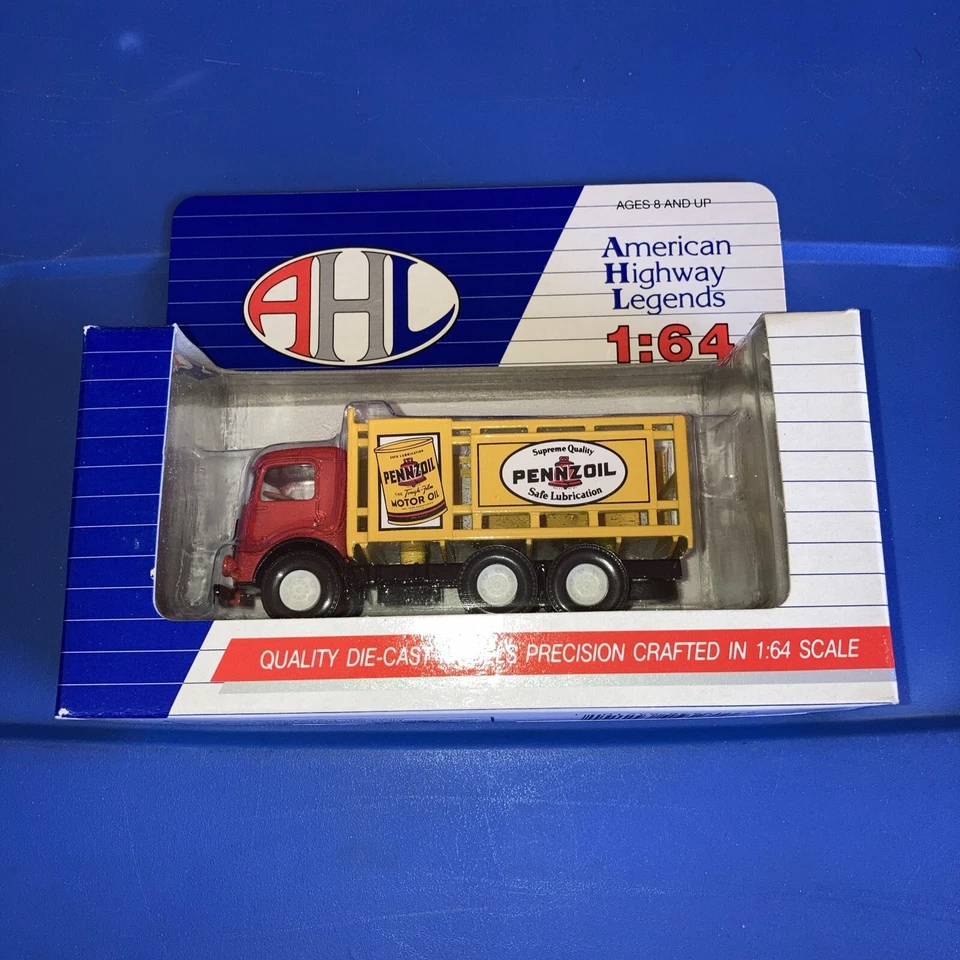 AGES 8 AND UP
AHL
American
Highway
Legends
1:64
SAFE LUBRICATION
PENNZOIL
THE Tough-Film
MOTOR OIL
Supreme Quality
PENNZOIL
Safe Lubrication
QUALITY DIE-CAST PRECISION CRAFTED IN 1:64 SCALE